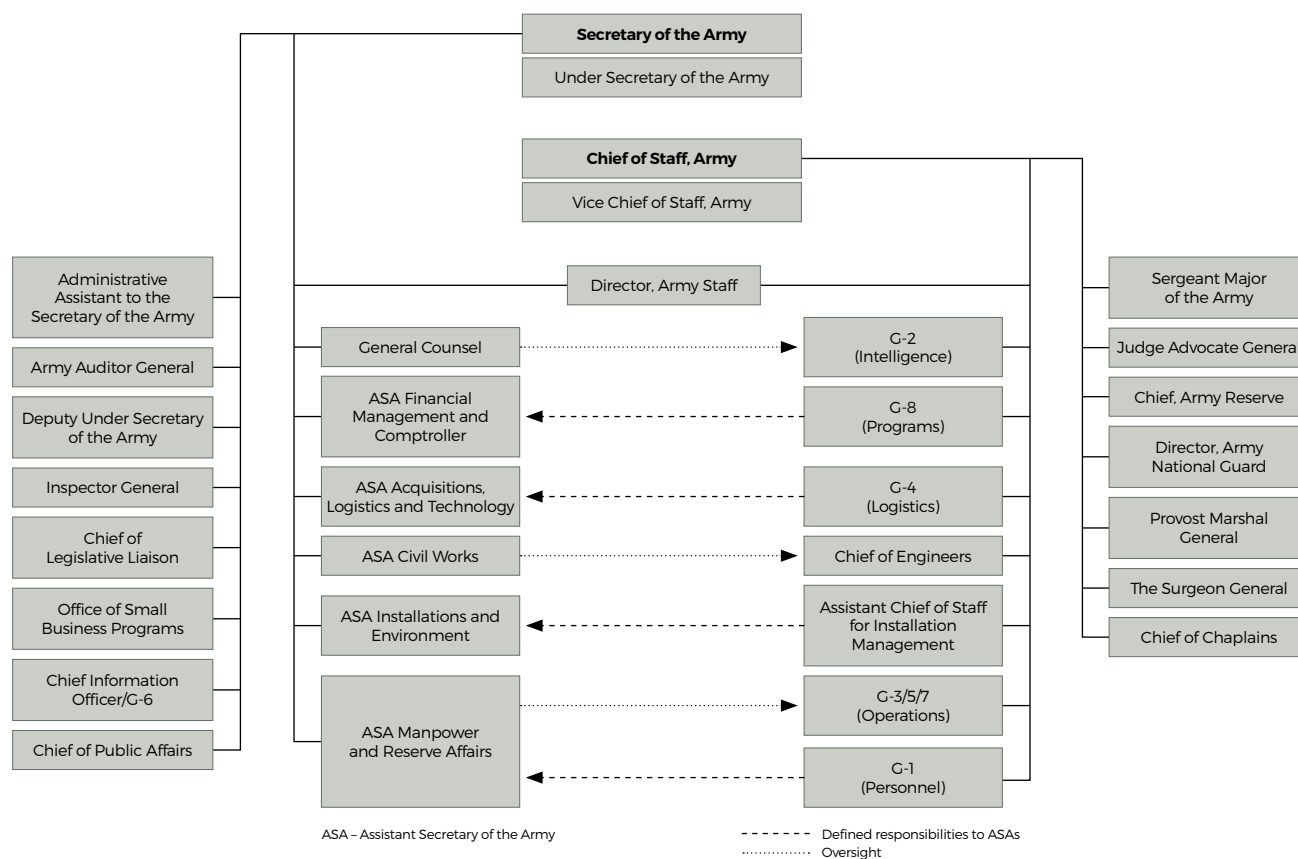 Secretary of the Army
Under Secretary of the Army
Chief of Staff, Army
Vice Chief of Staff, Army
Director, Army Staff
Administrative
Assistant to the
Secretary of the Army
Army Auditor General
Deputy Under Secretary
of the Army
Inspector General
Chief of
Legislative Liaison
Office of Small
Business Programs
Chief Information
Officer/G-6
Chief of Public Affairs
General Counsel
ASA Financial
Management and
Comptroller
ASA Acquisitions,
Logistics and Technology
ASA Civil Works
ASA Installations and
Environment
ASA Manpower
and Reserve Affairs
G-2
(Intelligence)
G-8
(Programs)
G-4
(Logistics)
Chief of Engineers
Assistant Chief of Staff
for Installation
Management
G-3/5/7
(Operations)
G-1
(Personnel)
Sergeant Major
of the Army
Judge Advocate General
Chief, Army Reserve
Director, Army
National Guard
Provost Marshal
General
The Surgeon General
Chief of Chaplains
ASA – Assistant Secretary of the Army
Defined responsibilities to ASAs
Oversight